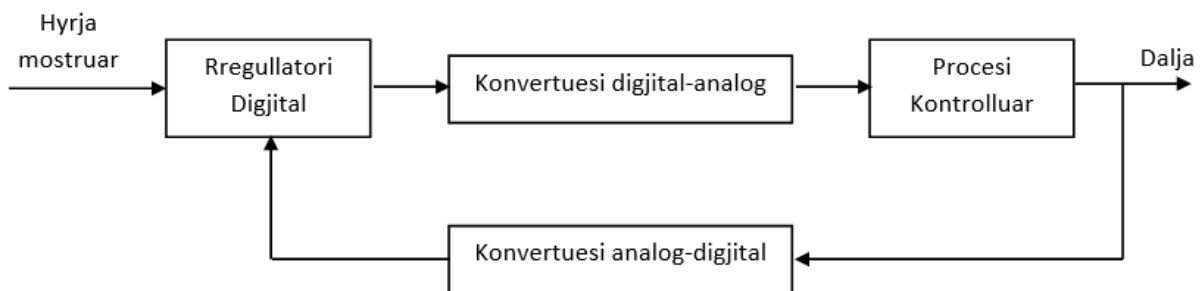 Hyrja
mostruar
Rregullatori
Digjital
Konvertuesi digjital-analog
Procesi
Kontrolluar
Dalja
Konvertuesi analog-digjital